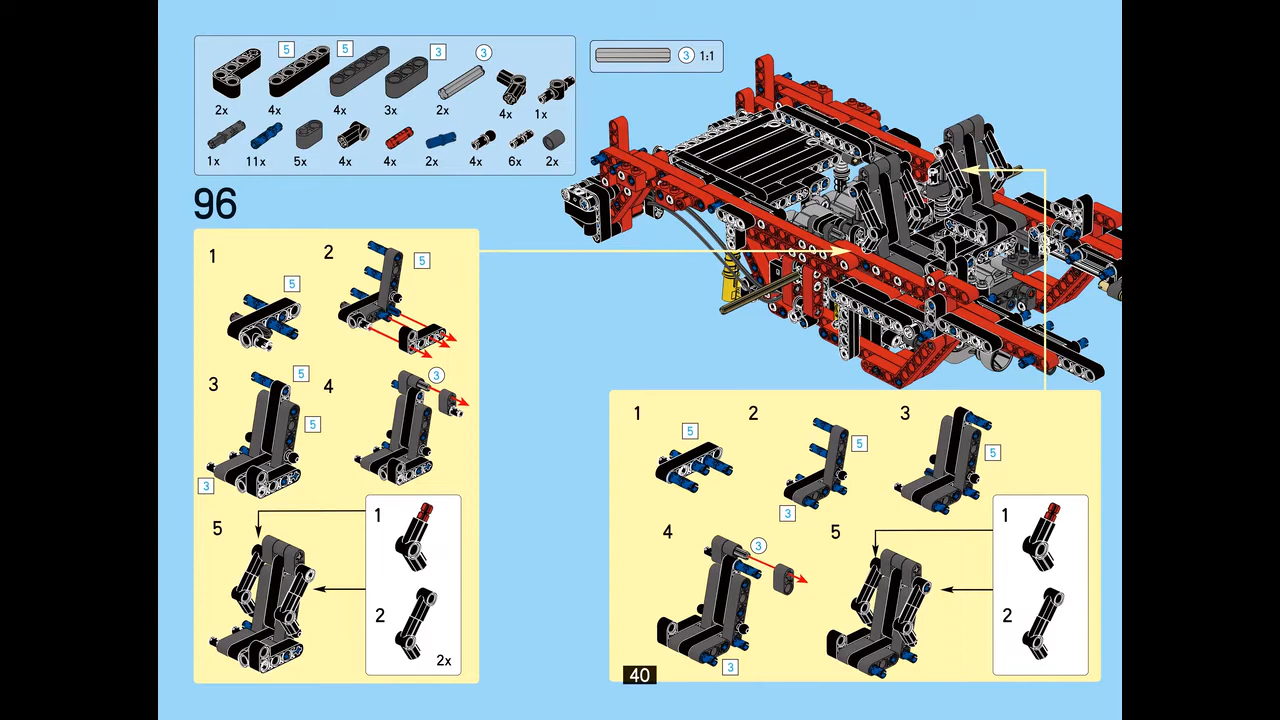 5 5 3 3
2x 4x 4x 3x 2x 4x 1x
1x 11x 5x 4x 4x 2x 4x 6x 2x
3 1:1
96
1 5 2 5
3 5 5 3 4 3
5 1 2 2x
1 5 2 5 3 3 5
4 3 3 5 1 2
40